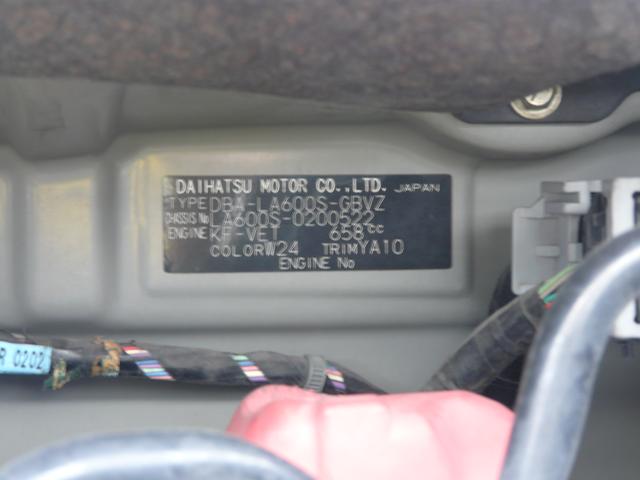 DAIHATSU MOTOR CO.,LTD. JAPAN
TYPE DBA-LA600S-GBVZ
CHASSIS No LA600S-0200522
ENGINE KF-VET 658cc
COLOR W24 TRIM YA10
ENGINE No
R 0202